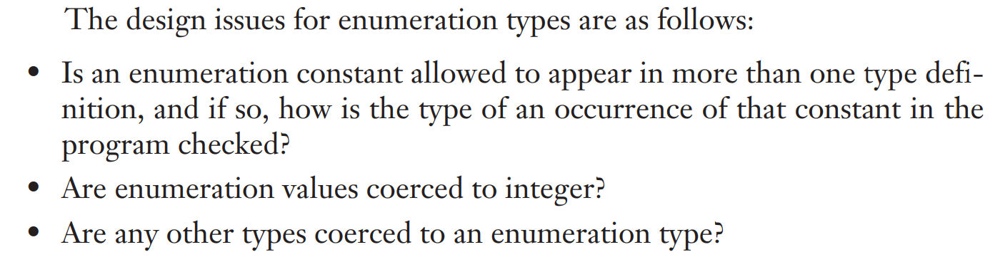 The design issues for enumeration types are as follows:
• Is an enumeration constant allowed to appear in more than one type defi-
nition, and if so, how is the type of an occurrence of that constant in the
program checked?
• Are enumeration values coerced to integer?
• Are any other types coerced to an enumeration type?